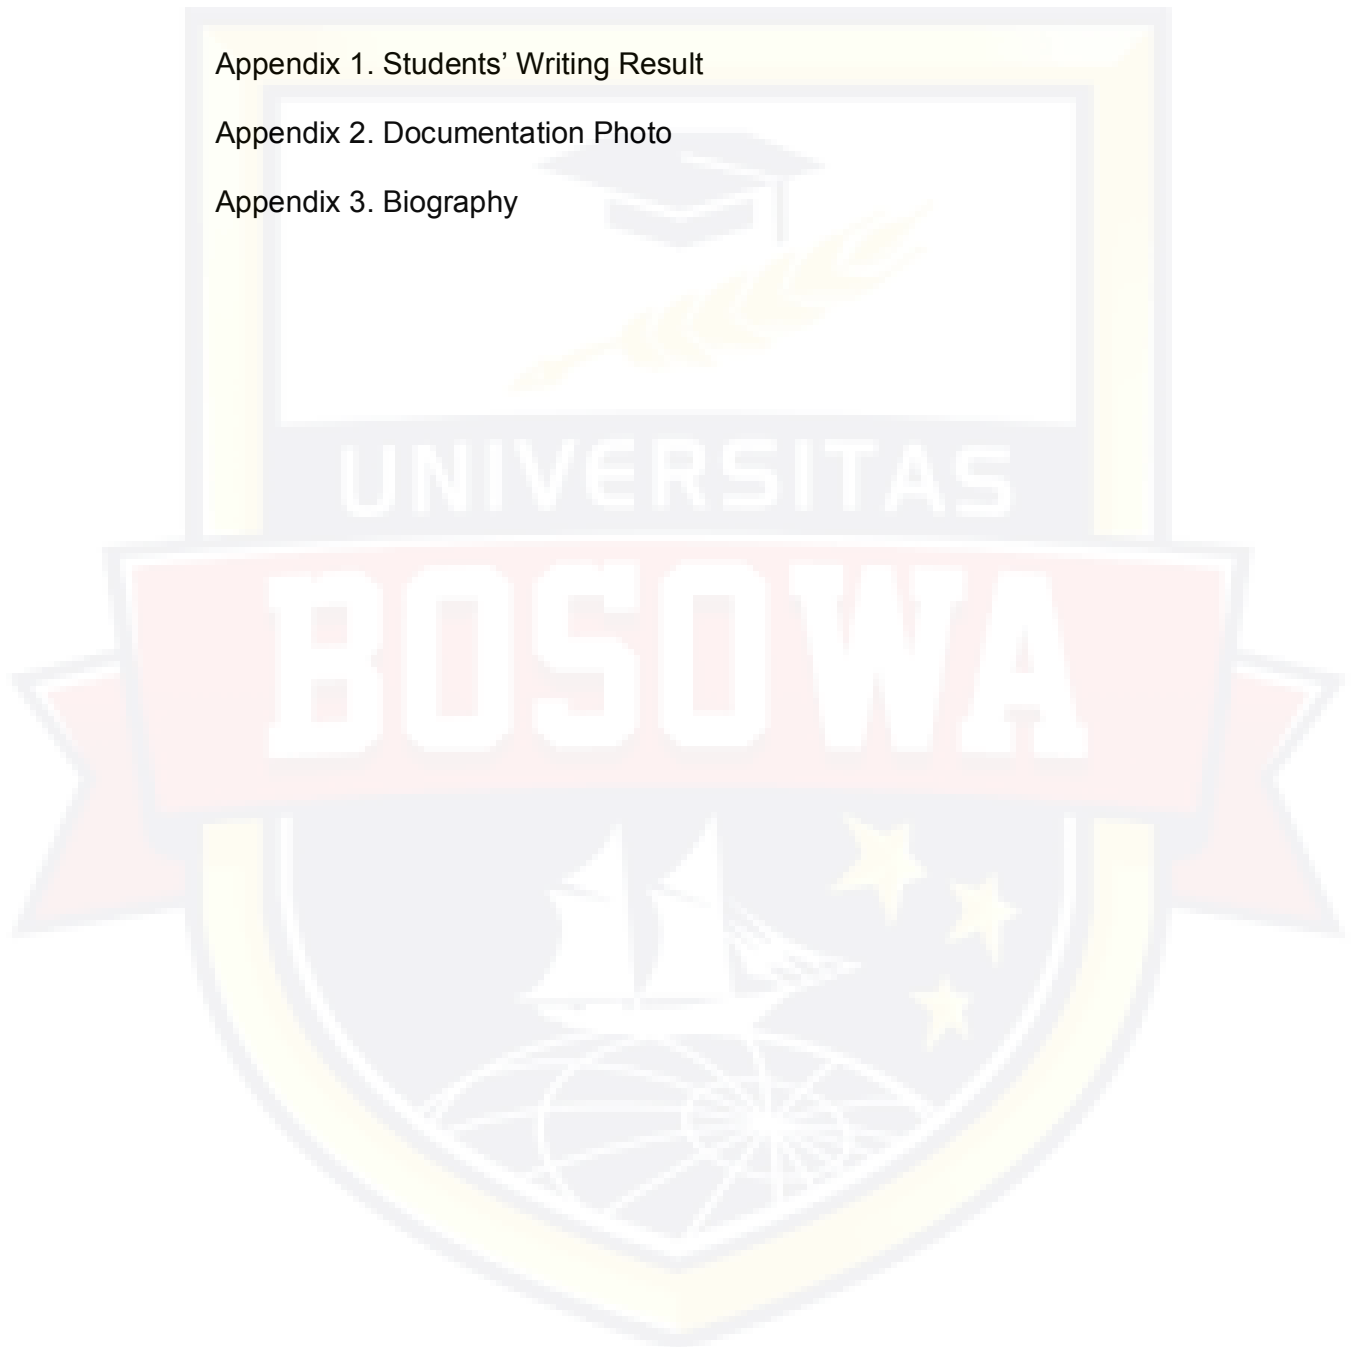 Appendix 1. Students’ Writing Result
Appendix 2. Documentation Photo
Appendix 3. Biography
UNIVERSITAS
BOSOWA